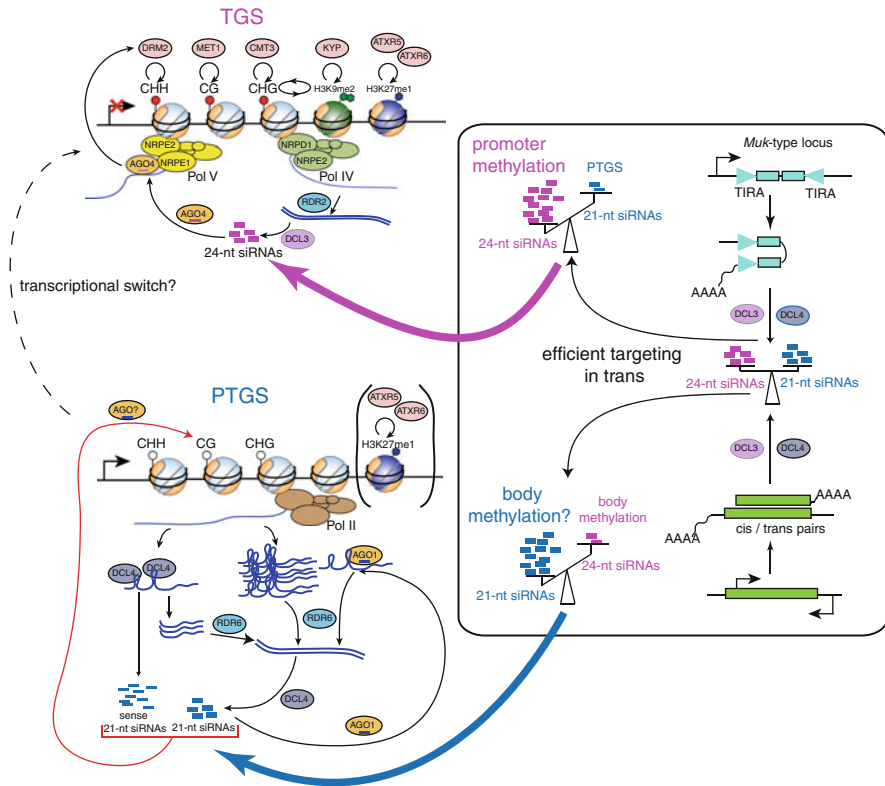 TGS
DRM2
MET1
CMT3
KYP
ATXR5
ATXR6
CHH
CG
CHG
H3K9me2
H3K27me1
NRPE2
NRPE1
AGO4
Pol V
NRPD1
NRPE2
Pol IV
RDR2
AGO4
DCL3
24-nt siRNAs
transcriptional switch?
PTGS
AGO?
CHH
CG
CHG
ATXR5
ATXR6
H3K27me1
Pol II
DCL4
DCL4
AGO1
RDR6
RDR6
DCL4
AGO1
sense
21-nt siRNAs
21-nt siRNAs
promoter
methylation
PTGS
21-nt siRNAs
24-nt siRNAs
Muk-type locus
TIRA
TIRA
AAAA
DCL3
DCL4
efficient targeting
in trans
24-nt siRNAs
21-nt siRNAs
DCL3
DCL4
body
methylation?
body
methylation
24-nt siRNAs
21-nt siRNAs
AAAA
AAAA
cis / trans pairs